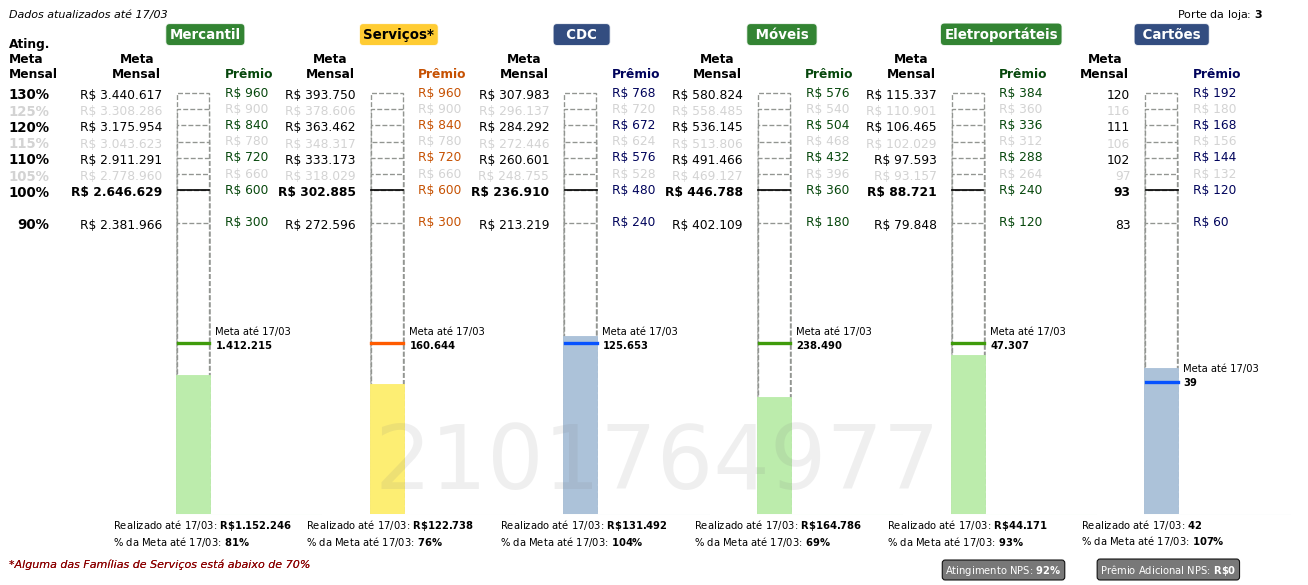 Dados atualizados até 17/03
Porte da loja: 3
Mercantil Serviços* CDC Móveis Eletroportáteis Cartões
Ating. Meta Mensal
Meta Mensal Prêmio Meta Mensal Prêmio Meta Mensal Prêmio Meta Mensal Prêmio Meta Mensal Prêmio Meta Mensal Prêmio
130% R$ 3.440.617 R$ 960 R$ 393.750 R$ 960 R$ 307.983 R$ 768 R$ 580.824 R$ 576 R$ 115.337 R$ 384 120 R$ 192
125% R$ 3.308.286 R$ 900 R$ 378.606 R$ 900 R$ 296.137 R$ 720 R$ 558.485 R$ 540 R$ 110.901 R$ 360 116 R$ 180
120% R$ 3.175.954 R$ 840 R$ 363.462 R$ 840 R$ 284.292 R$ 672 R$ 536.145 R$ 504 R$ 106.465 R$ 336 111 R$ 168
115% R$ 3.043.623 R$ 780 R$ 348.317 R$ 780 R$ 272.446 R$ 624 R$ 513.806 R$ 468 R$ 102.029 R$ 312 106 R$ 156
110% R$ 2.911.291 R$ 720 R$ 333.173 R$ 720 R$ 260.601 R$ 576 R$ 491.466 R$ 432 R$ 97.593 R$ 288 102 R$ 144
105% R$ 2.778.960 R$ 660 R$ 318.029 R$ 660 R$ 248.755 R$ 528 R$ 469.127 R$ 396 R$ 93.157 R$ 264 97 R$ 132
100% R$ 2.646.629 R$ 600 R$ 302.885 R$ 600 R$ 236.910 R$ 480 R$ 446.788 R$ 360 R$ 88.721 R$ 240 93 R$ 120
90% R$ 2.381.966 R$ 300 R$ 272.596 R$ 300 R$ 213.219 R$ 240 R$ 402.109 R$ 180 R$ 79.848 R$ 120 83 R$ 60
Meta até 17/03 Meta até 17/03 Meta até 17/03 Meta até 17/03 Meta até 17/03
1.412.215 160.644 125.653 238.490 47.307
Meta até 17/03
39
2101764977
Realizado até 17/03: R$1.152.246 Realizado até 17/03: R$122.738 Realizado até 17/03: R$131.492 Realizado até 17/03: R$164.786 Realizado até 17/03: R$44.171 Realizado até 17/03: 42
% da Meta até 17/03: 81% % da Meta até 17/03: 76% % da Meta até 17/03: 104% % da Meta até 17/03: 69% % da Meta até 17/03: 93% % da Meta até 17/03: 107%
*Alguma das Famílias de Serviços está abaixo de 70%
Atingimento NPS: 92% Prêmio Adicional NPS: R$0